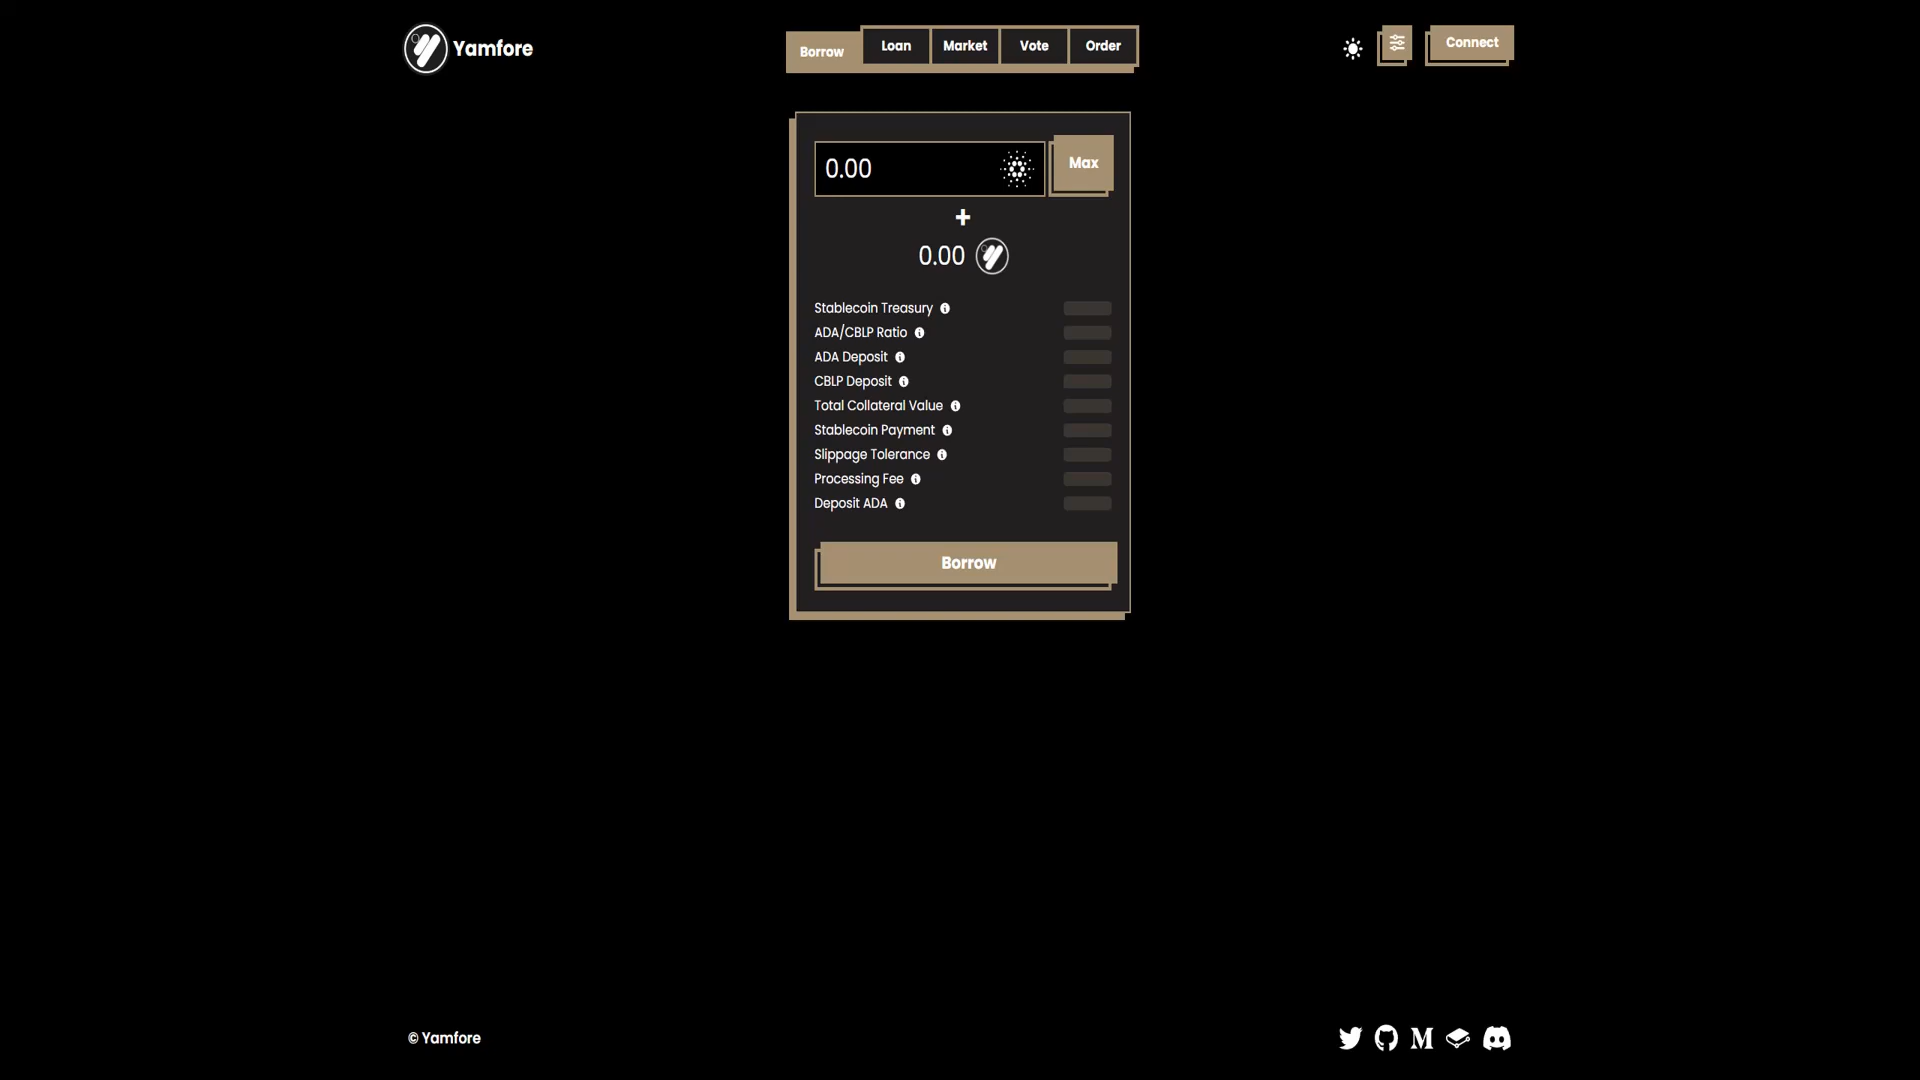 Yamfore
Borrow
Loan
Market
Vote
Order
Connect
0.00
Max
+
0.00
Stablecoin Treasury
ADA/CBLP Ratio
ADA Deposit
CBLP Deposit
Total Collateral Value
Stablecoin Payment
Slippage Tolerance
Processing Fee
Deposit ADA
Borrow
© Yamfore